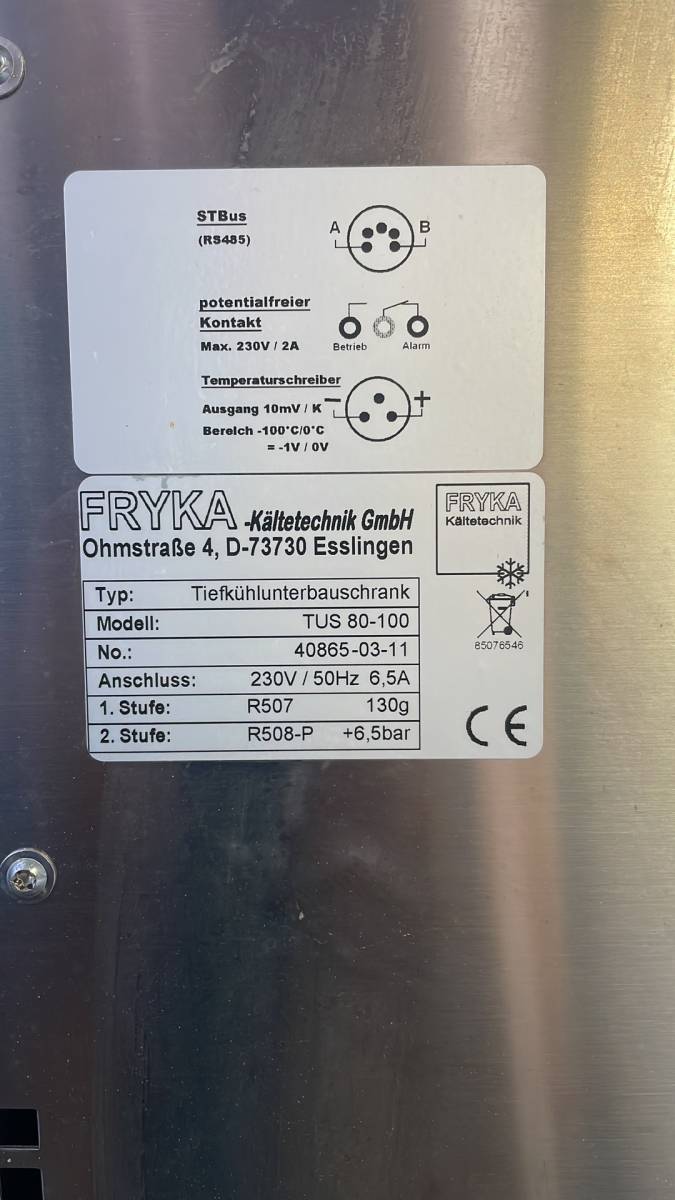 STBus
(RS485)
A B
potentialfreier
Kontakt
Max. 230V / 2A
Betrieb Alarm
Temperaturschreiber
Ausgang 10mV / K
− +
Bereich -100°C/0°C
= -1V / 0V
FRYKA -Kältetechnik GmbH
Ohmstraße 4, D-73730 Esslingen
FRYKA
Kältetechnik
Typ: Tiefkühlunterbauschrank
Modell: TUS 80-100
No.: 40865-03-11
Anschluss: 230V / 50Hz 6,5A
1. Stufe: R507 130g
2. Stufe: R508-P +6,5bar
85076546
CE